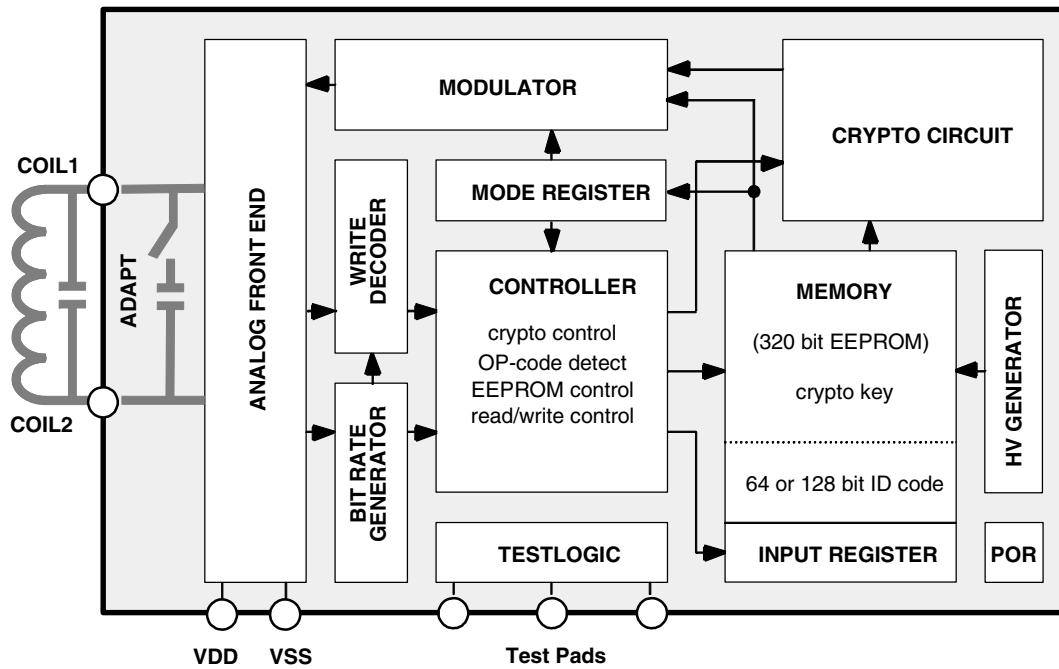 MODULATOR
CRYPTO CIRCUIT
COIL1
COIL2
ADAPT
ANALOG FRONT END
WRITE
DECODER
BIT RATE
GENERATOR
MODE REGISTER
CONTROLLER
crypto control
OP-code detect
EEPROM control
read/write control
MEMORY
(320 bit EEPROM)
crypto key
64 or 128 bit ID code
INPUT REGISTER
HV GENERATOR
POR
TESTLOGIC
VDD
VSS
Test Pads